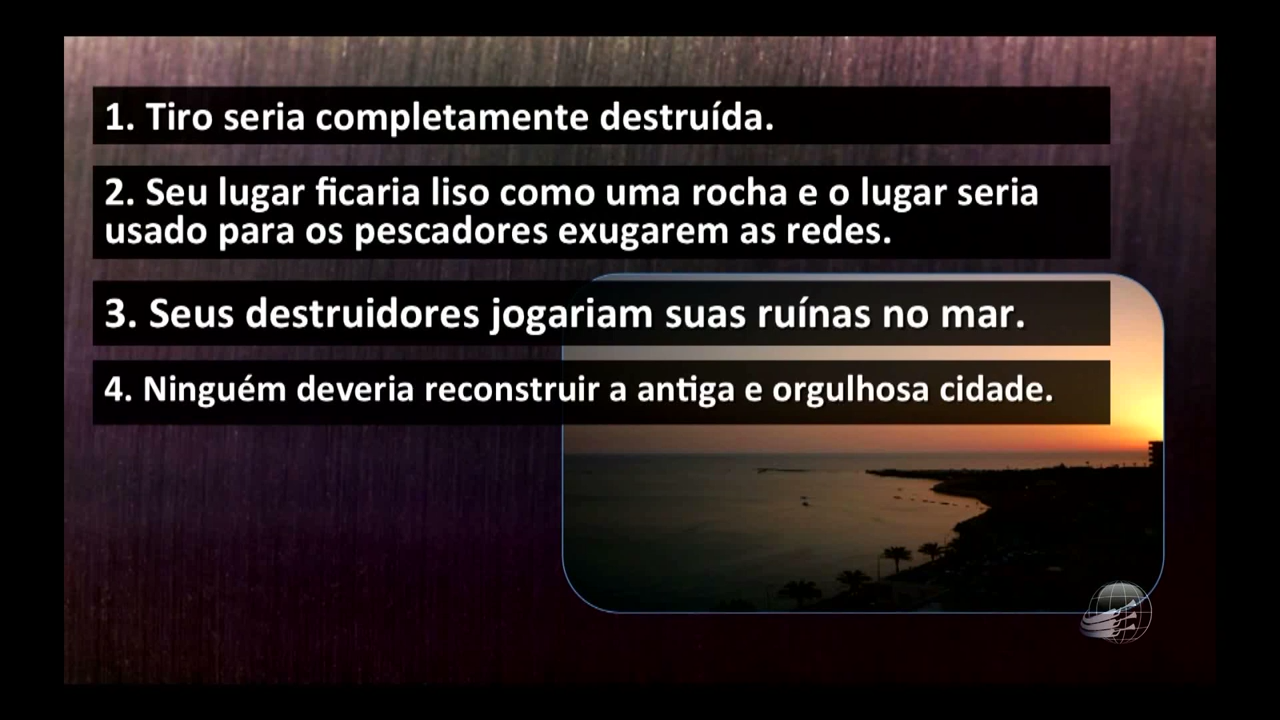 1. Tiro seria completamente destruída.
2. Seu lugar ficaria liso como uma rocha e o lugar seria
usado para os pescadores exugarem as redes.
3. Seus destruidores jogariam suas ruínas no mar.
4. Ninguém deveria reconstruir a antiga e orgulhosa cidade.